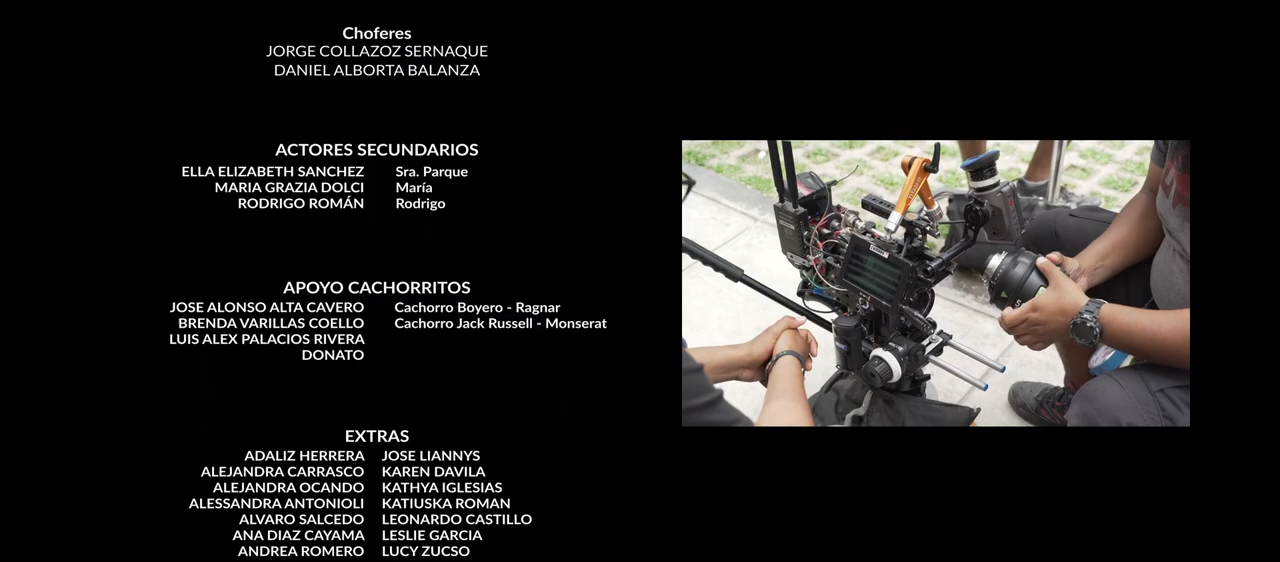 Choferes
JORGE COLLAZOZ SERNAQUE
DANIEL ALBORTA BALANZA
ACTORES SECUNDARIOS
ELLA ELIZABETH SANCHEZ Sra. Parque
MARIA GRAZIA DOLCI María
RODRIGO ROMÁN Rodrigo
APOYO CACHORRITOS
JOSE ALONSO ALTA CAVERO Cachorro Boyero - Ragnar
BRENDA VARILLAS COELLO Cachorro Jack Russell - Monserat
LUIS ALEX PALACIOS RIVERA
DONATO
EXTRAS
ADALIZ HERRERA JOSE LIANNYS
ALEJANDRA CARRASCO KAREN DAVILA
ALEJANDRA OCANDO KATHYA IGLESIAS
ALESSANDRA ANTONIOLI KATIUSKA ROMAN
ALVARO SALCEDO LEONARDO CASTILLO
ANA DIAZ CAYAMA LESLIE GARCIA
ANDREA ROMERO LUCY ZUCSO